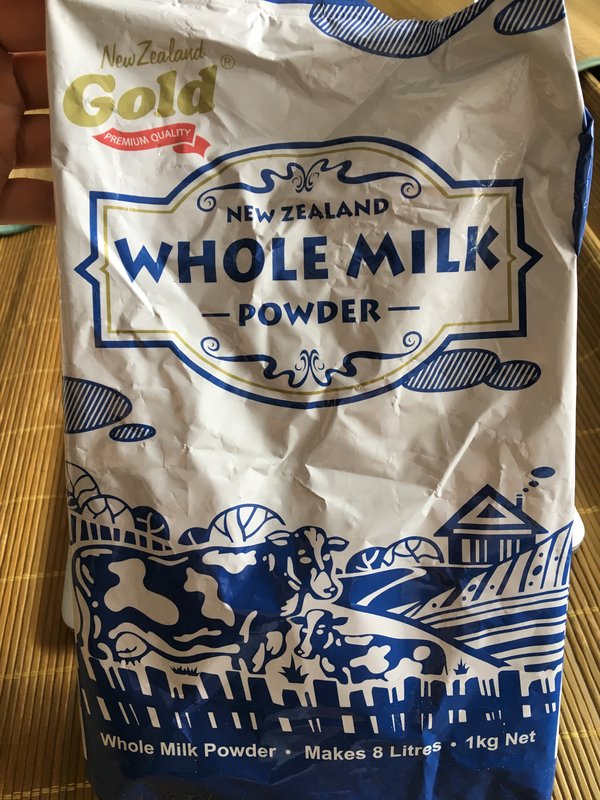 New Zealand
Gold®
PREMIUM QUALITY
NEW ZEALAND
WHOLE MILK
—POWDER—
Whole Milk Powder • Makes 8 Litres • 1kg Net